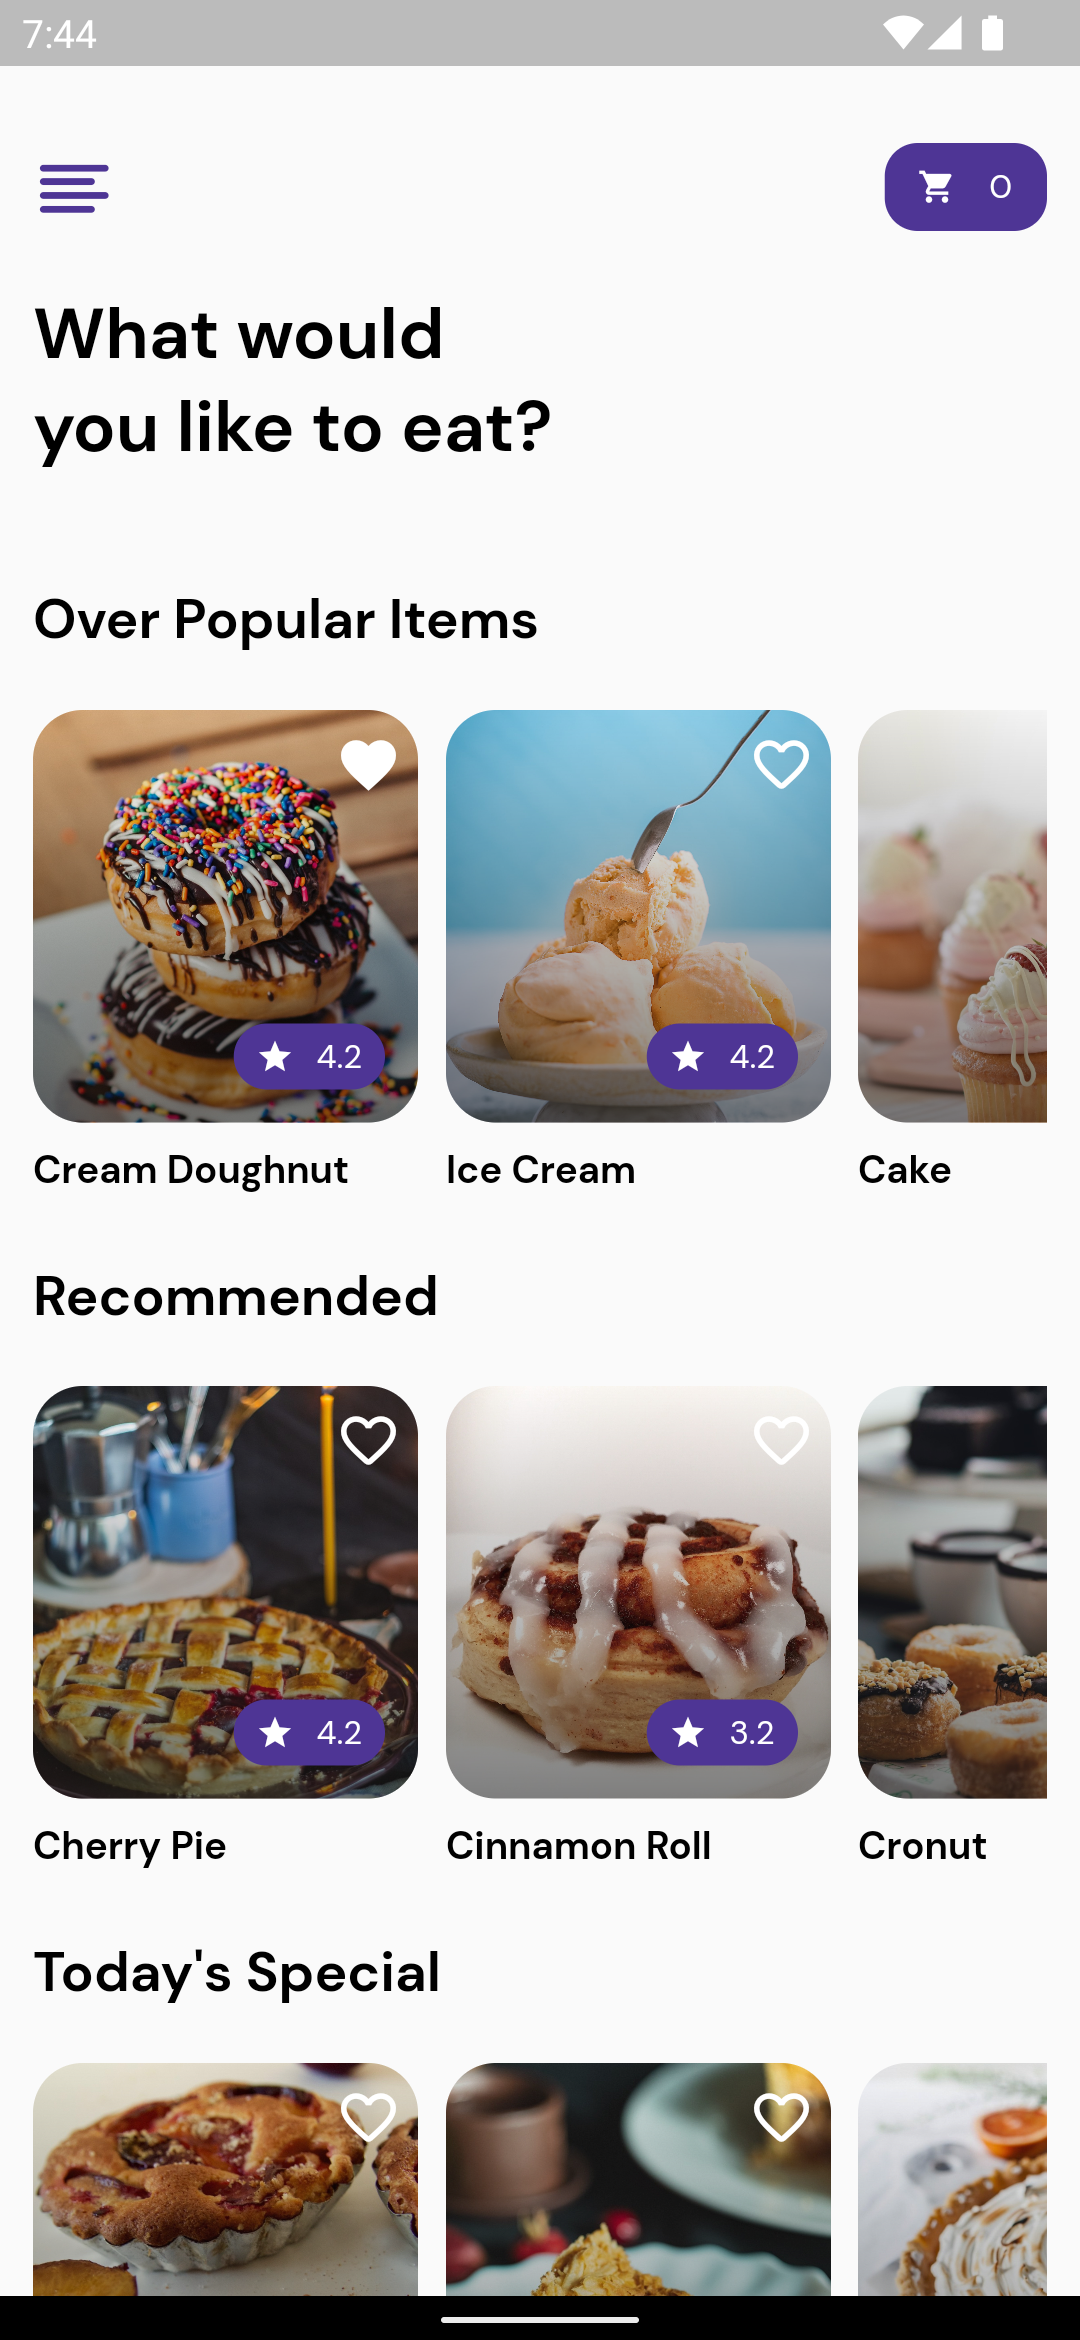 7:44
0
What would
you like to eat?
Over Popular Items
4.2
4.2
Cream Doughnut
Ice Cream
Cake
Recommended
4.2
3.2
Cherry Pie
Cinnamon Roll
Cronut
Today's Special